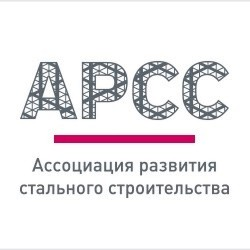 АРСС
Ассоциация развития
стального строительства